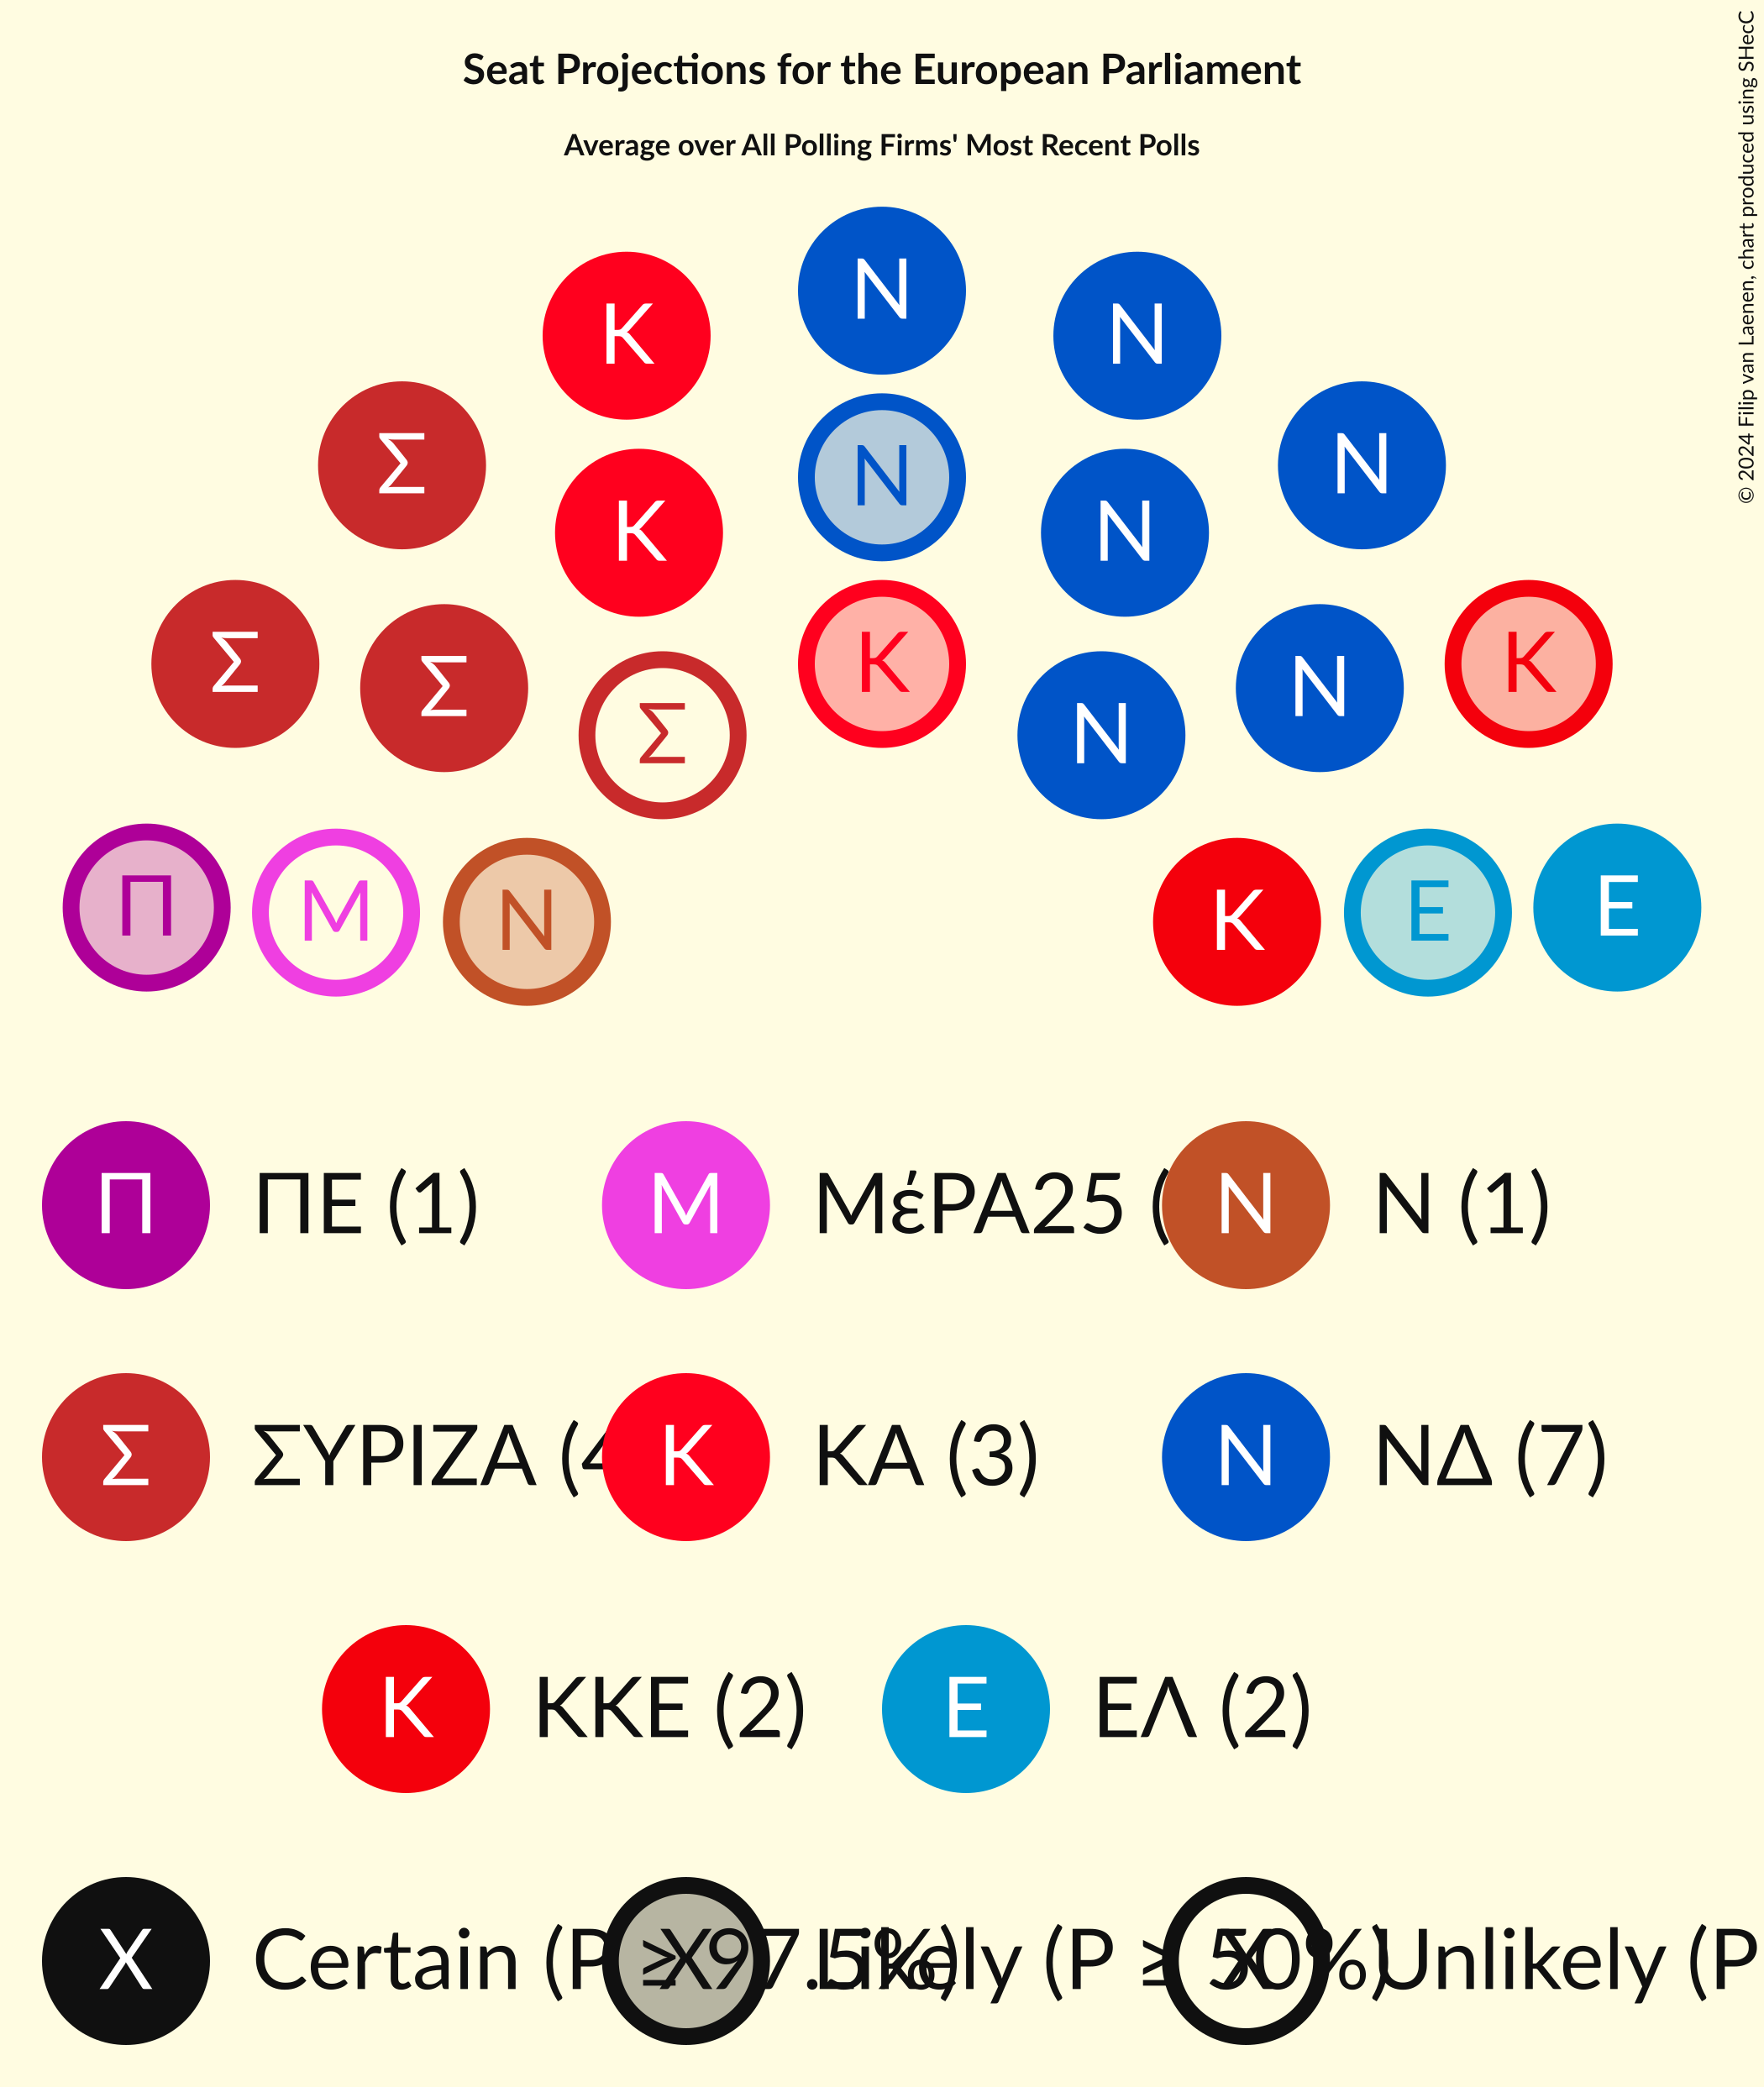 Seat Projections for the European Parliament
Average over All Polling Firms' Most Recent Polls
© 2024 Filip van Laenen, chart produced using SHecC
N
Κ N
N
Σ N
Κ N
Σ Κ Κ
Σ N
Σ N
Π Μ Ν Κ Ε Ε
Π ΠΕ (1) Μ ΜέΡΑ25 ( Ν Ν (1)
Σ ΣΥΡΙΖΑ (4 Κ ΚΑ (3) Ν ΝΔ (7)
Κ ΚΚΕ (2) Ε ΕΛ (2)
X Certain (P ≥ 97.5%) X Likely (P ≥ 50%) X Unlikely (P